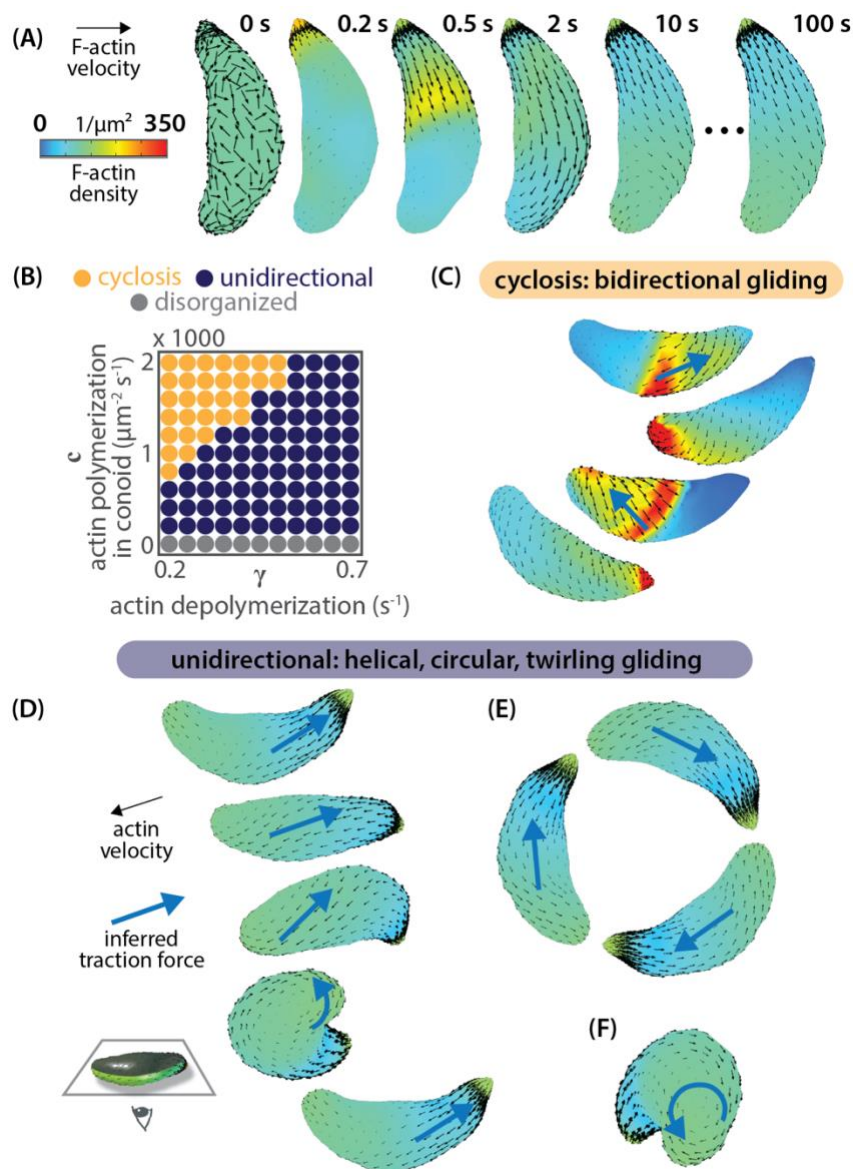 (A)
F-actin
velocity
0 s
0.2 s
0.5 s
2 s
10 s
100 s
0 1/μm² 350
F-actin
density
(B)
cyclosis unidirectional
disorganized
x 1000
2
1
0
c
actin polymerization
in conoid (μm⁻² s⁻¹)
0.2 γ 0.7
actin depolymerization (s⁻¹)
(C)
cyclosis: bidirectional gliding
unidirectional: helical, circular, twirling gliding
(D)
actin
velocity
inferred
traction force
(E)
(F)